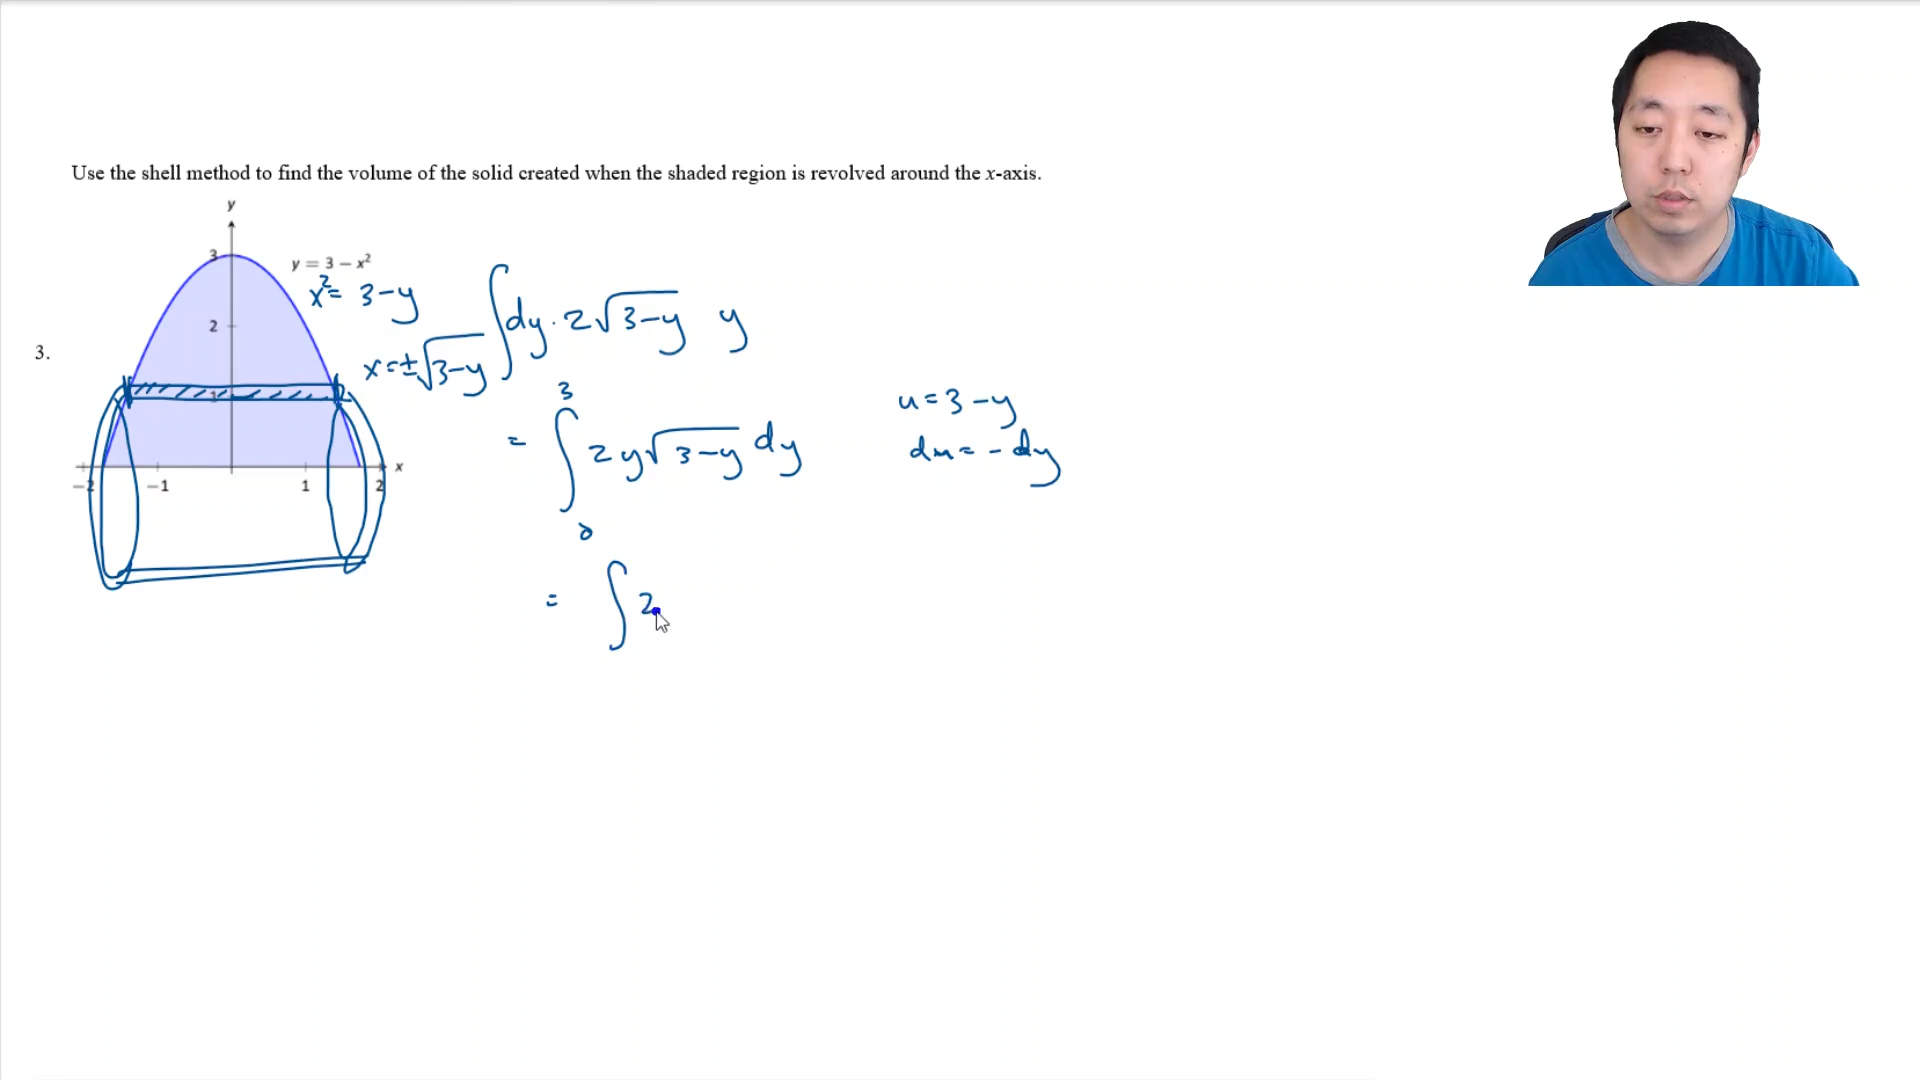 Use the shell method to find the volume of the solid created when the shaded region is revolved around the x-axis.
y
3
y = 3 – x²
x² = 3-y
∫dy · 2√3-y y
2
3.
x = ±√3-y
1
= ∫₀³ 2y√3-y dy
u = 3-y
du = -dy
x
-2 -1 1 2
= ∫2